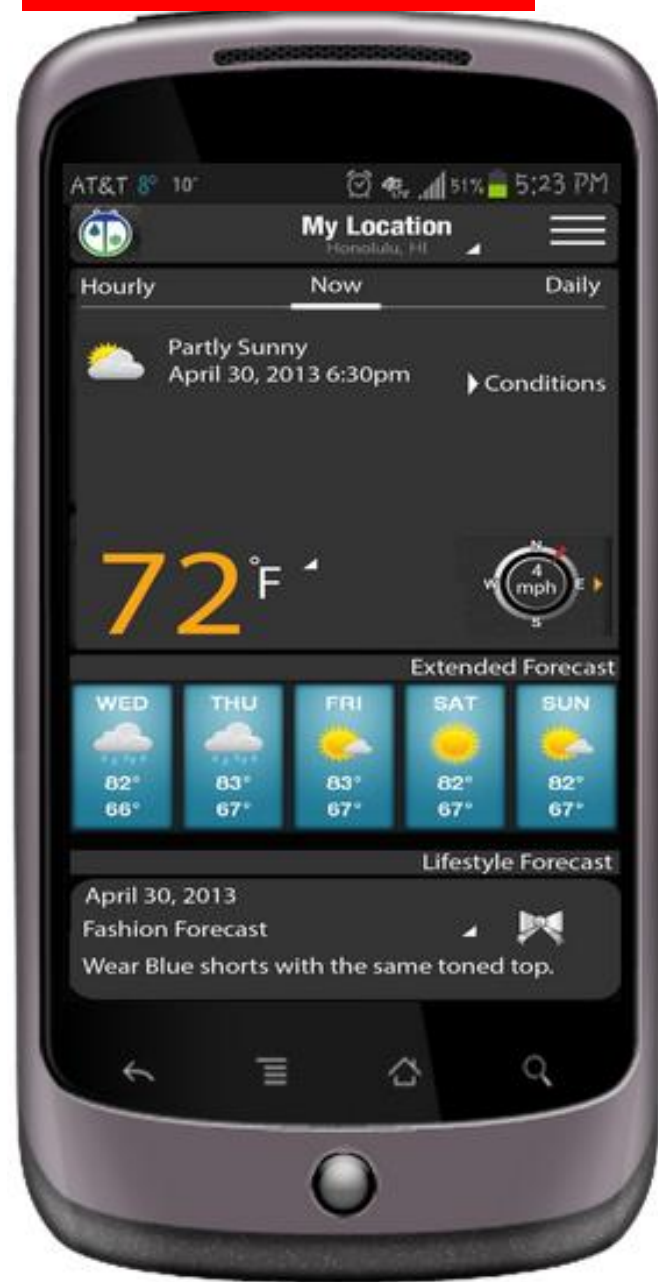 AT&T 8° 10° 51% 5:23 PM
My Location
Honolulu, HI
Hourly Now Daily
Partly Sunny
April 30, 2013 6:30pm
Conditions
72°F
N
W 4 E
mph
S
Extended Forecast
WED THU FRI SAT SUN
82° 83° 83° 82° 82°
66° 67° 67° 67° 67°
Lifestyle Forecast
April 30, 2013
Fashion Forecast
Wear Blue shorts with the same toned top.